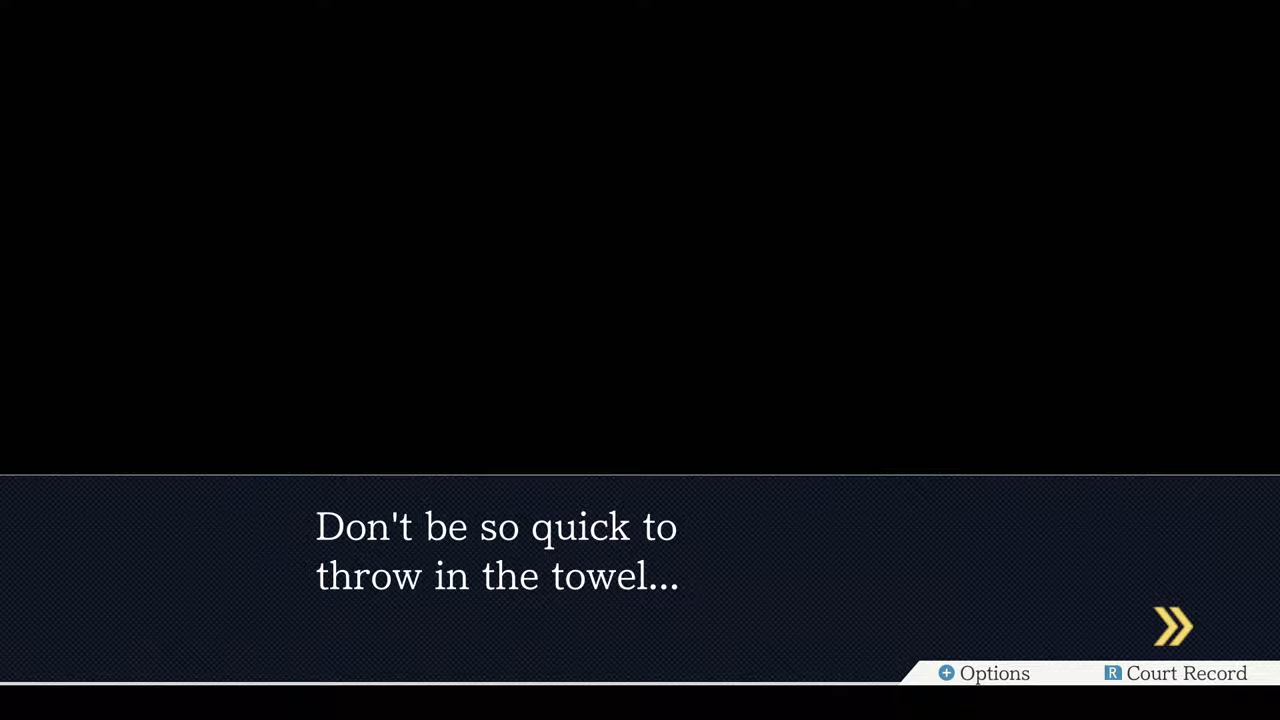 Don't be so quick to
throw in the towel...
+ Options
R Court Record